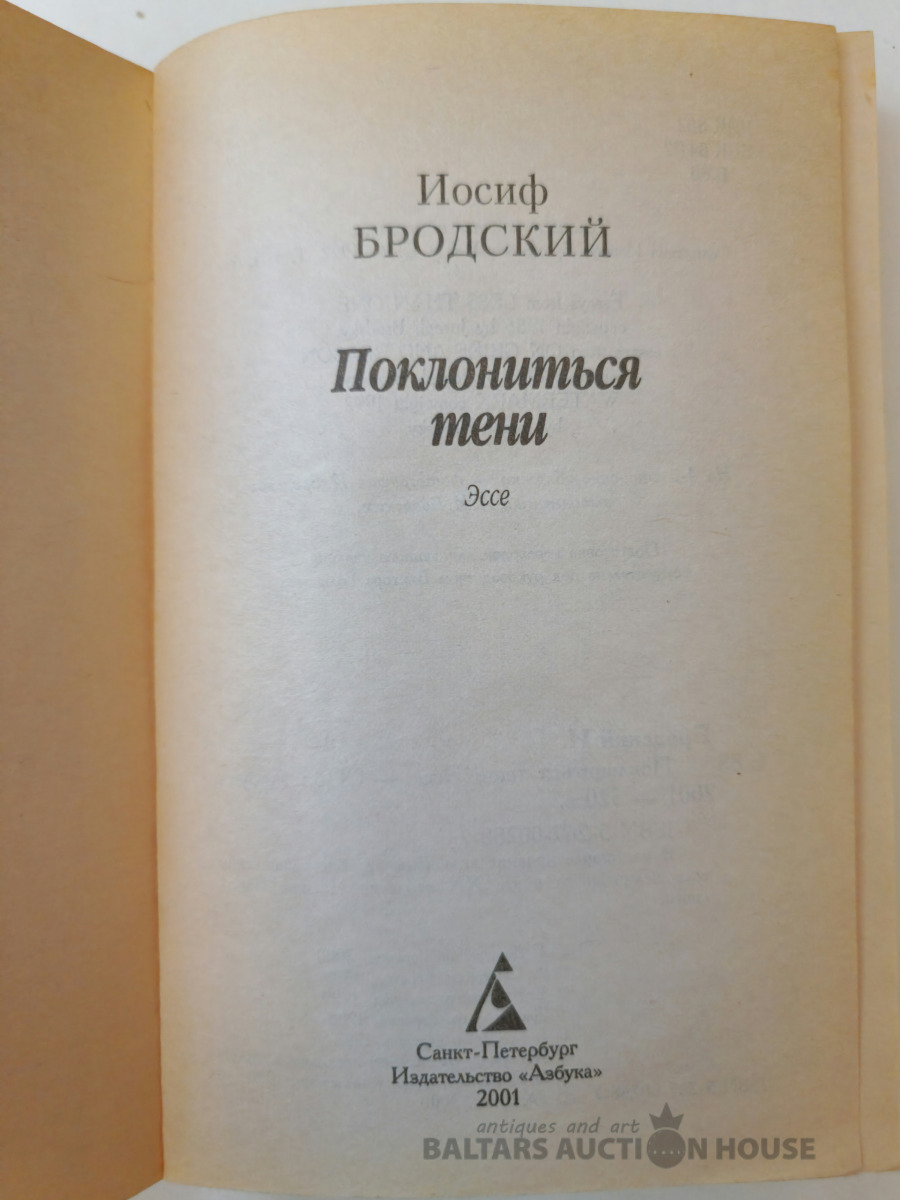 Иосиф
БРОДСКИЙ
Поклониться
тени
Эссе
Санкт-Петербург
Издательство «Азбука»
2001
antiques and art
BALTARS AUCTION HOUSE